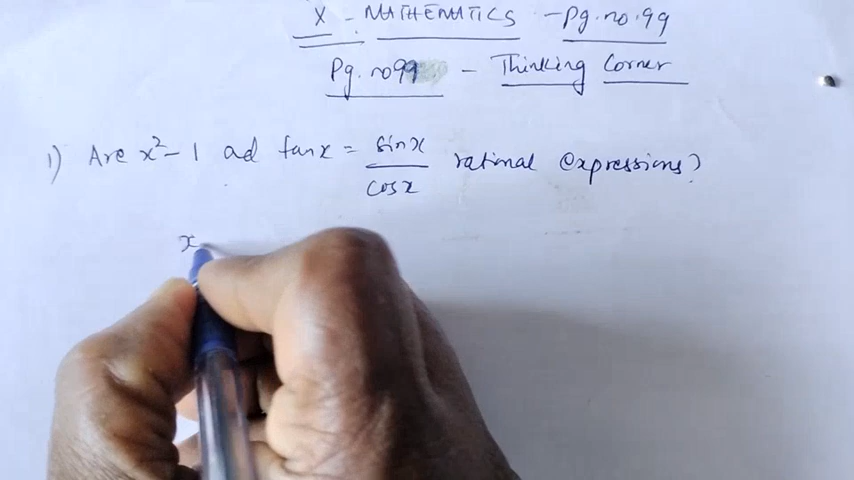 X - MATHEMATICS - Pg.no.99
Pg. no 99 - Thinking Corner
1) Are x² - 1 ad tan x = sin x / cos x rational expressions?
x